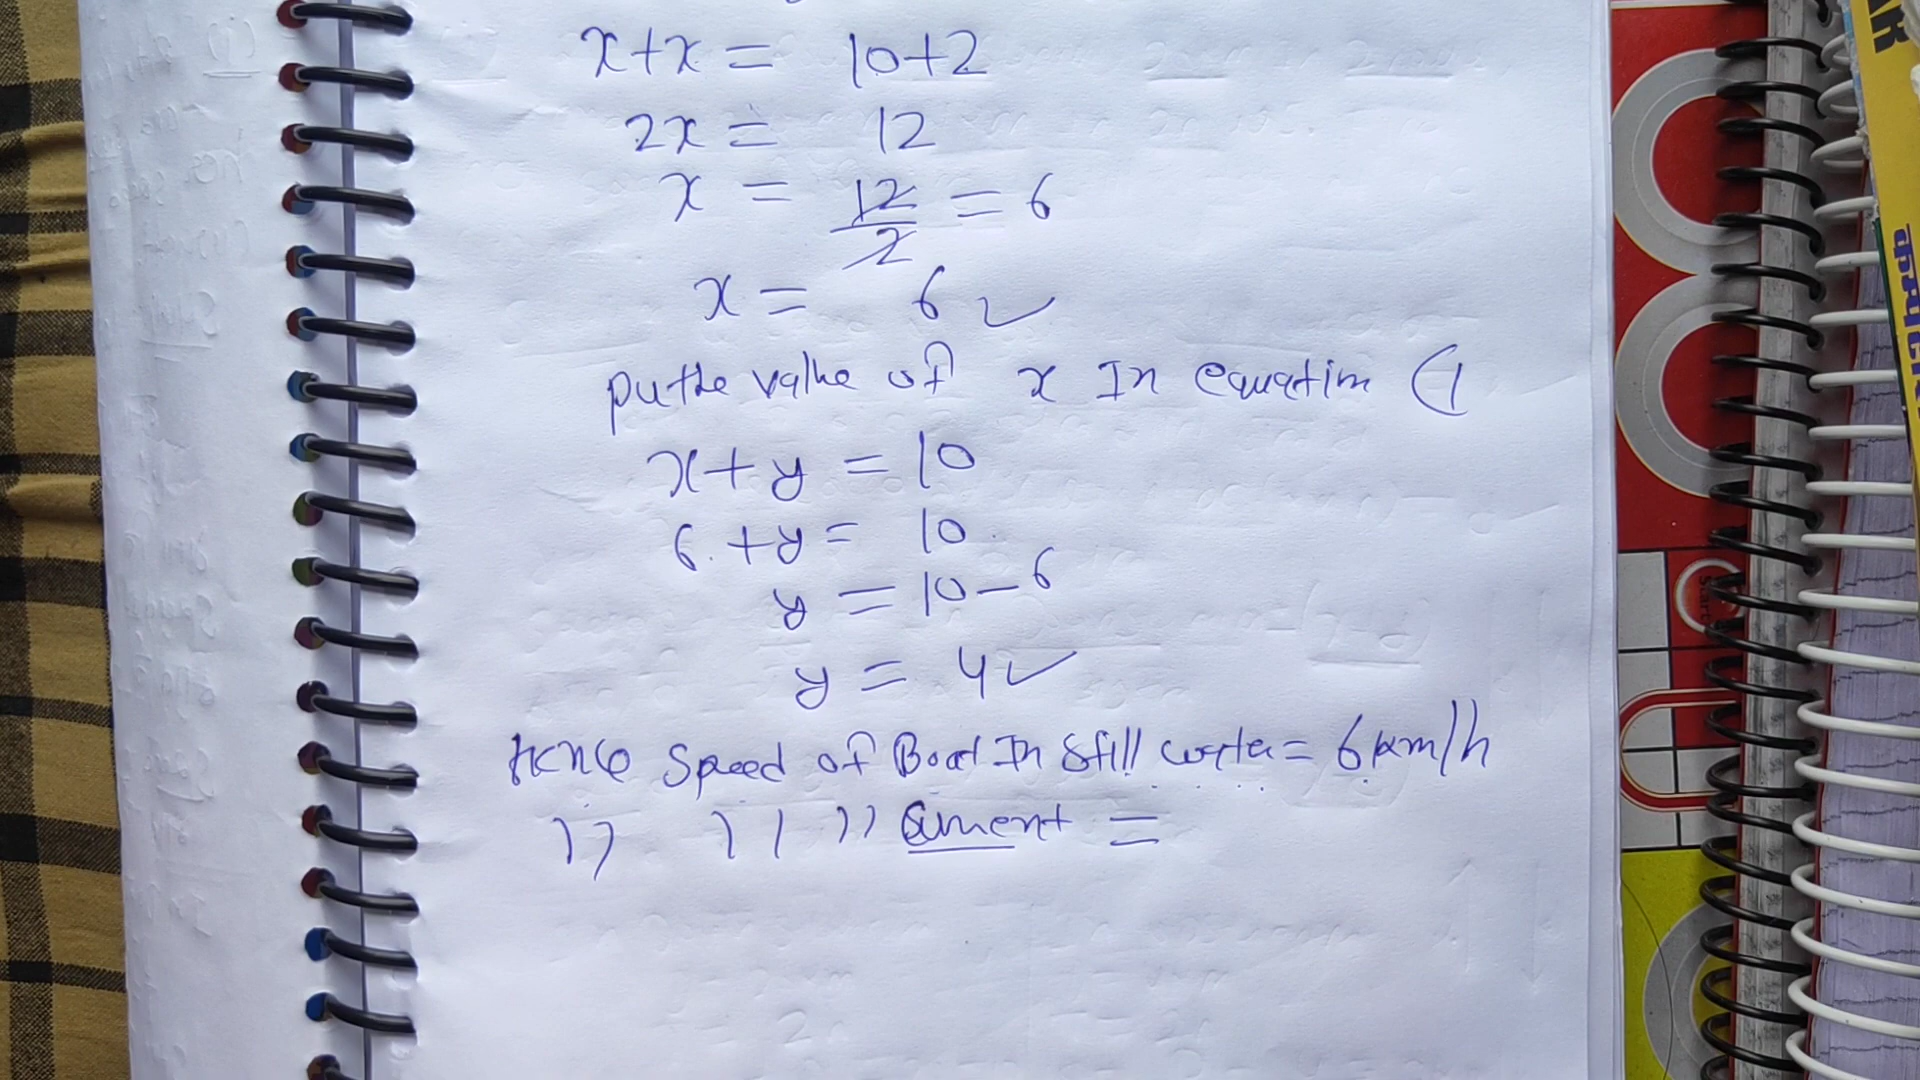 x+x = 10+2
2x = 12
x = 12/2 = 6
x = 6 ✓
put the value of x In equation (1
x+y = 10
6.+y = 10
y = 10-6
y = 4 ✓
Hence Speed of Boat In Still water = 6 km/h
,, ,, ,, Current =